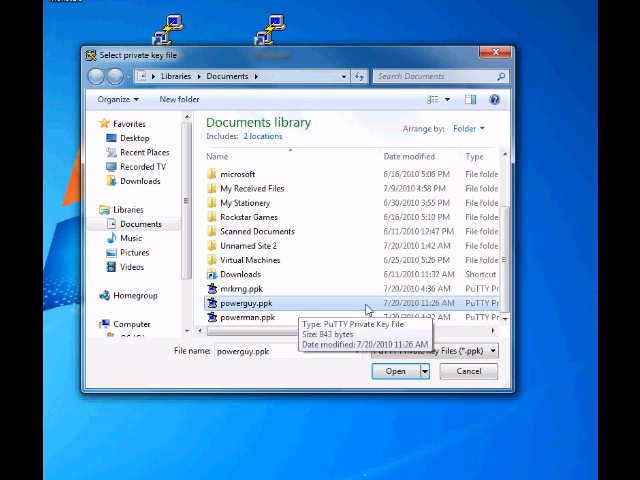 Select private key file
Libraries Documents
Search Documents
Organize New folder
Documents library
Includes: 2 locations
Arrange by: Folder
Name Date modified Type
Favorites
Desktop
Recent Places
Recorded TV
Downloads
Libraries
Documents
Music
Pictures
Videos
Homegroup
Computer
microsoft 6/16/2010 5:06 PM File folde
My Received Files 7/9/2010 4:58 PM File folde
My Stationery 6/30/2010 3:55 PM File folde
Rockstar Games 6/16/2010 5:10 PM File folde
Scanned Documents 6/11/2010 12:47 PM File folde
Unnamed Site 2 7/20/2010 1:42 AM File folde
Virtual Machines 6/25/2010 1:00 PM File folde
Downloads 6/11/2010 11:32 AM Shortcut
mrkmg.ppk 7/20/2010 4:36 AM PuTTY Pr
powerguy.ppk 7/20/2010 11:26 AM PuTTY Pr
powerman.ppk PuTTY Pr
Type: PuTTY Private Key File
Size: 843 bytes
Date modified: 7/20/2010 11:26 AM
File name: powerguy.ppk
PuTTY Private Key Files (*.ppk)
Open Cancel